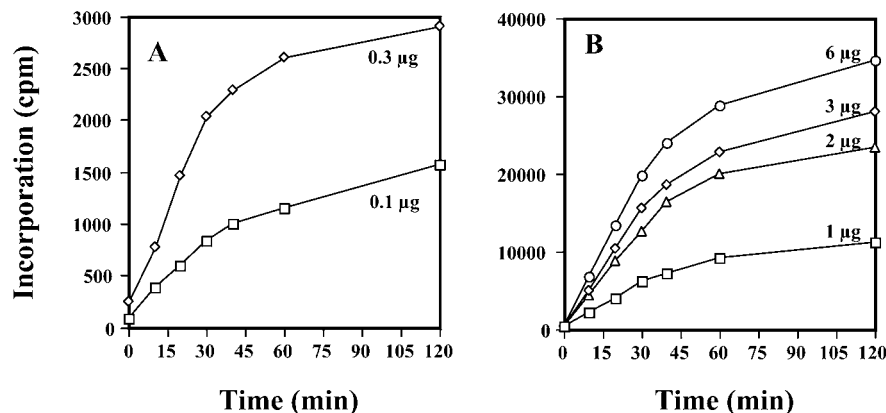 A
3000
2500
2000
1500
1000
500
0
0.3 µg
0.1 µg
0 15 30 45 60 75 90 105 120
Time (min)
Incorporation (cpm)
B
40000
30000
20000
10000
0
6 µg
3 µg
2 µg
1 µg
0 15 30 45 60 75 90 105 120
Time (min)